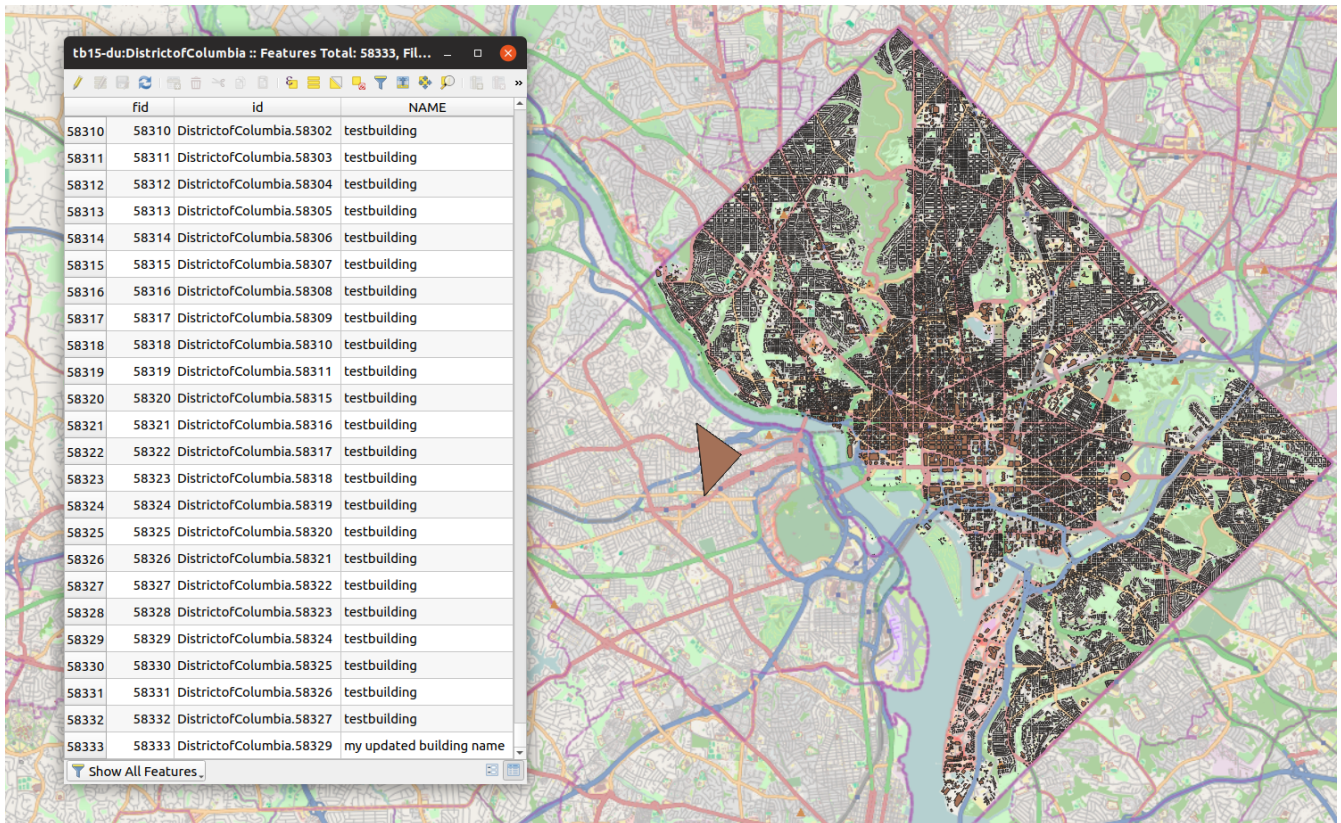 tb15-du:DistrictofColumbia :: Features Total: 58333, Fil...
fid id NAME
58310 58310 DistrictofColumbia.58302 testbuilding
58311 58311 DistrictofColumbia.58303 testbuilding
58312 58312 DistrictofColumbia.58304 testbuilding
58313 58313 DistrictofColumbia.58305 testbuilding
58314 58314 DistrictofColumbia.58306 testbuilding
58315 58315 DistrictofColumbia.58307 testbuilding
58316 58316 DistrictofColumbia.58308 testbuilding
58317 58317 DistrictofColumbia.58309 testbuilding
58318 58318 DistrictofColumbia.58310 testbuilding
58319 58319 DistrictofColumbia.58311 testbuilding
58320 58320 DistrictofColumbia.58315 testbuilding
58321 58321 DistrictofColumbia.58316 testbuilding
58322 58322 DistrictofColumbia.58317 testbuilding
58323 58323 DistrictofColumbia.58318 testbuilding
58324 58324 DistrictofColumbia.58319 testbuilding
58325 58325 DistrictofColumbia.58320 testbuilding
58326 58326 DistrictofColumbia.58321 testbuilding
58327 58327 DistrictofColumbia.58322 testbuilding
58328 58328 DistrictofColumbia.58323 testbuilding
58329 58329 DistrictofColumbia.58324 testbuilding
58330 58330 DistrictofColumbia.58325 testbuilding
58331 58331 DistrictofColumbia.58326 testbuilding
58332 58332 DistrictofColumbia.58327 testbuilding
58333 58333 DistrictofColumbia.58329 my updated building name
Show All Features